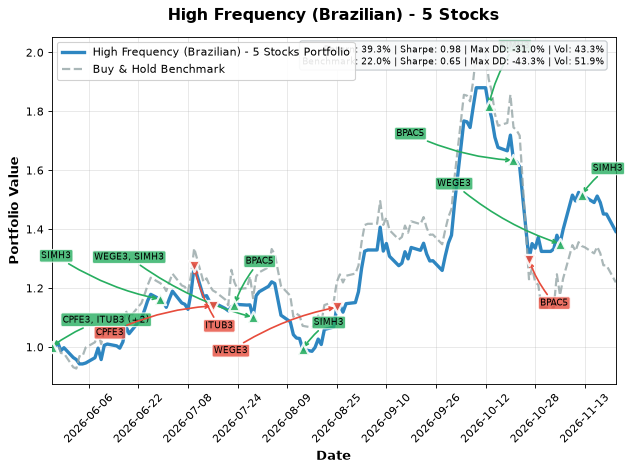 High Frequency (Brazilian) - 5 Stocks
High Frequency (Brazilian) - 5 Stocks Portfolio
Buy & Hold Benchmark
: 39.3% | Sharpe: 0.98 | Max DD: -31.0% | Vol: 43.3%
Benchmark: 22.0% | Sharpe: 0.65 | Max DD: -43.3% | Vol: 51.9%
Portfolio Value
2.0
1.8
1.6
1.4
1.2
1.0
BPAC5
WEGE3
SIMH3
SIMH3
WEGE3, SIMH3
BPAC5
CPFE3, ITUB3 (+2)
CPFE3
ITUB3
WEGE3
SIMH3
BPAC5
2026-06-06
2026-06-22
2026-07-08
2026-07-24
2026-08-09
2026-08-25
2026-09-10
2026-09-26
2026-10-12
2026-10-28
2026-11-13
Date